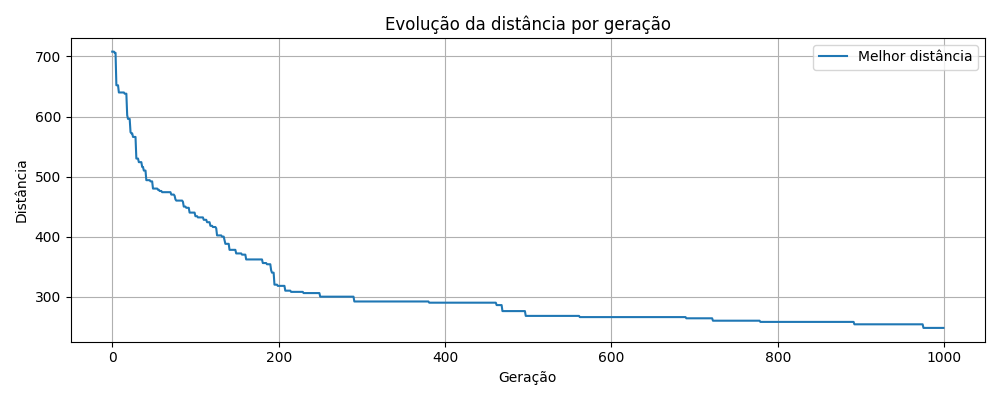 Evolução da distância por geração
Melhor distância
Distância
700
600
500
400
300
0 200 400 600 800 1000
Geração